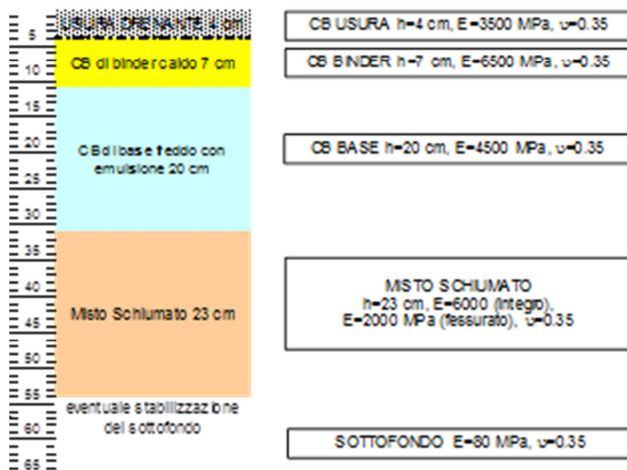 USURA DRENANTE 4 cm
CB USURA h=4 cm, E=3500 MPa, υ=0.35
5
CB di binder caldo 7 cm
CB BINDER h=7 cm, E=6500 MPa, υ=0.35
10
15
20
CB di base freddo con
emulsione 20 cm
CB BASE h=20 cm, E=4500 MPa, υ=0.35
25
30
35
40
Misto Schiumato 23 cm
MISTO SCHIUMATO
h=23 cm, E=6000 (integro),
E=2000 MPa (fessurato), υ=0.35
45
50
55
eventuale stabilizzazione
del sottofondo
60
SOTTOFONDO E=80 MPa, υ=0.35
65